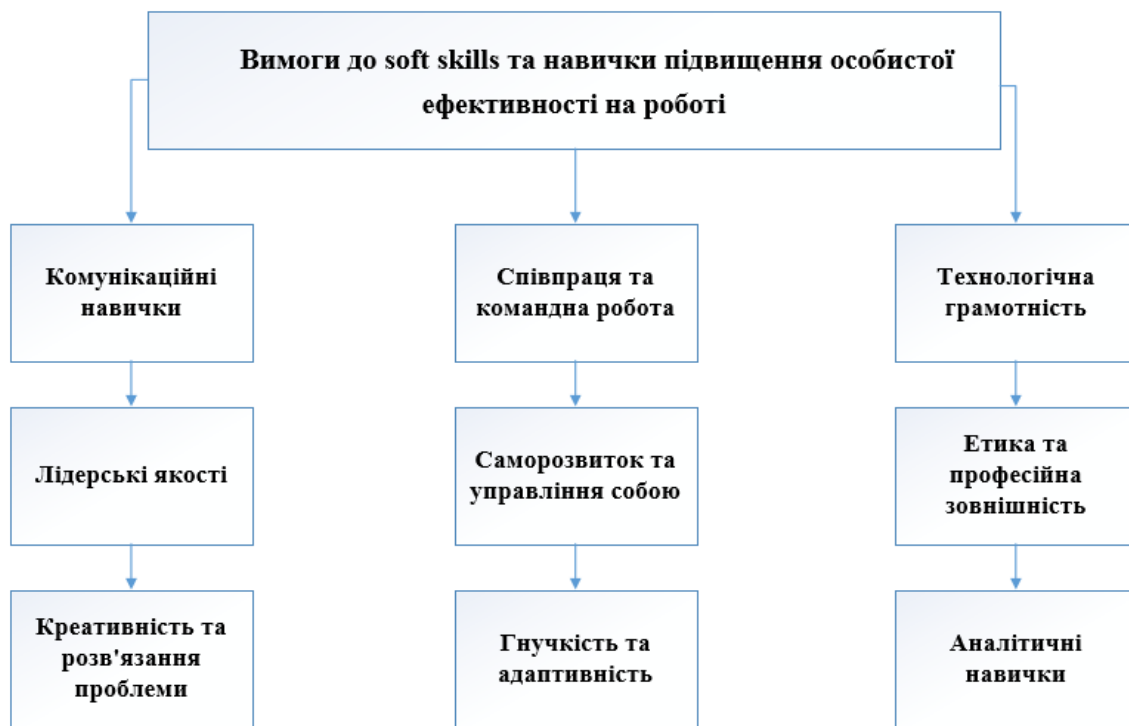 Вимоги до soft skills та навички підвищення особистої
ефективності на роботі
Комунікаційні
навички
Співпраця та
командна робота
Технологічна
грамотність
Лідерські якості
Саморозвиток та
управління собою
Етика та
професійна
зовнішність
Креативність та
розв'язання
проблеми
Гнучкість та
адаптивність
Аналітичні
навички